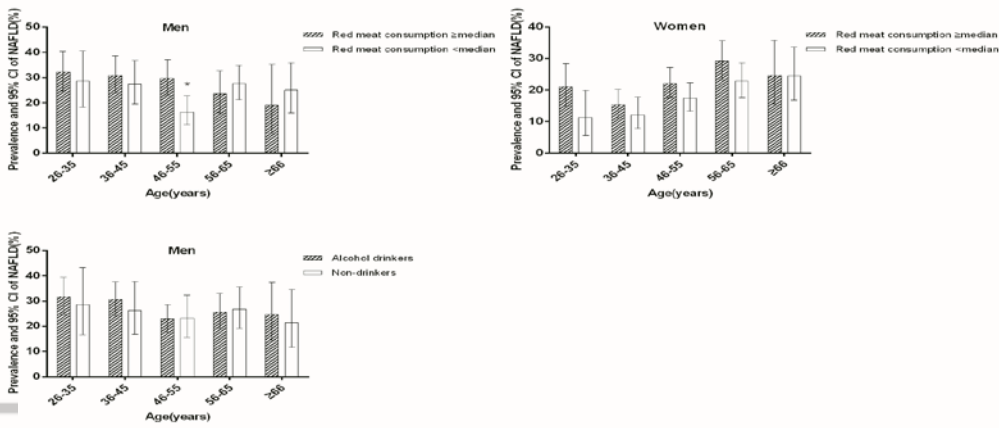 Men
Red meat consumption ≥median
Red meat consumption <median
Prevalence and 95% CI of NAFLD(%)
50
40
30
20
10
0
*
26-35
36-45
46-55
56-65
≥66
Age(years)
Women
Red meat consumption ≥median
Red meat consumption <median
Prevalence and 95% CI of NAFLD(%)
40
30
20
10
0
26-35
36-45
46-55
56-65
≥66
Age(years)
Men
Alcohol drinkers
Non-drinkers
Prevalence and 95% CI of NAFLD(%)
50
40
30
20
10
0
26-35
36-45
46-55
56-65
≥66
Age(years)